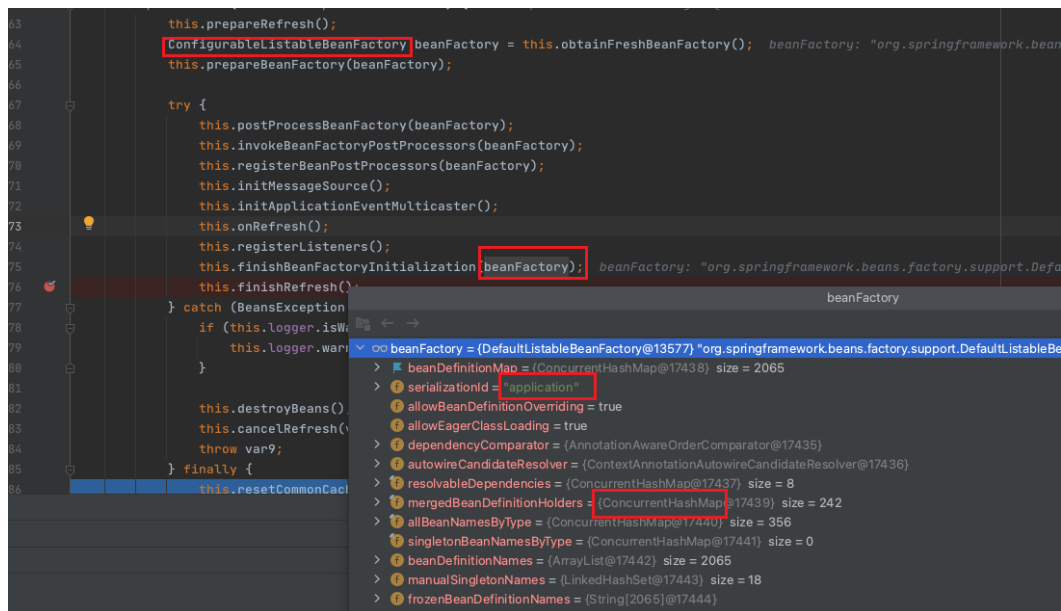 63 this.prepareRefresh();
64 ConfigurableListableBeanFactory beanFactory = this.obtainFreshBeanFactory(); beanFactory: "org.springframework.bean
65 this.prepareBeanFactory(beanFactory);
66
67 try {
68 this.postProcessBeanFactory(beanFactory);
69 this.invokeBeanFactoryPostProcessors(beanFactory);
70 this.registerBeanPostProcessors(beanFactory);
71 this.initMessageSource();
72 this.initApplicationEventMulticaster();
73 this.onRefresh();
74 this.registerListeners();
75 this.finishBeanFactoryInitialization(beanFactory); beanFactory: "org.springframework.beans.factory.support.Defa
76 this.finishRefresh();
beanFactory
77 } catch (BeansException
78 if (this.logger.isWa
79 this.logger.warn
beanFactory = {DefaultListableBeanFactory@13577} "org.springframework.beans.factory.support.DefaultListableBe
80 }
beanDefinitionMap = {ConcurrentHashMap@17438} size = 2065
81
serializationId = "application"
82 this.destroyBeans()
allowBeanDefinitionOverriding = true
83 this.cancelRefresh(v
allowEagerClassLoading = true
84 throw var9;
dependencyComparator = {AnnotationAwareOrderComparator@17435}
85 } finally {
autowireCandidateResolver = {ContextAnnotationAutowireCandidateResolver@17436}
86 this.resetCommonCach
resolvableDependencies = {ConcurrentHashMap@17437} size = 8
mergedBeanDefinitionHolders = {ConcurrentHashMap@17439} size = 242
allBeanNamesByType = {ConcurrentHashMap@17440} size = 356
singletonBeanNamesByType = {ConcurrentHashMap@17441} size = 0
beanDefinitionNames = {ArrayList@17442} size = 2065
manualSingletonNames = {LinkedHashSet@17443} size = 18
frozenBeanDefinitionNames = {String[2065]@17444}